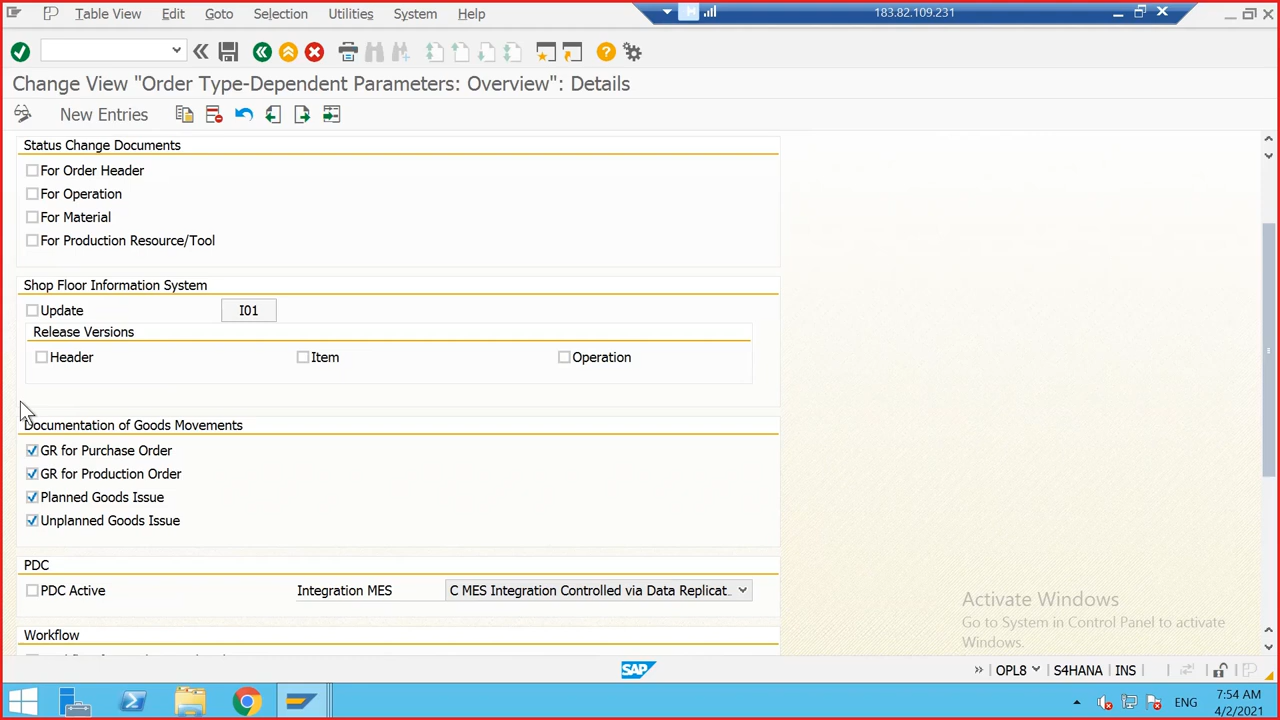 Table View Edit Goto Selection Utilities System Help
183.82.109.231
Change View "Order Type-Dependent Parameters: Overview": Details
New Entries
Status Change Documents
For Order Header
For Operation
For Material
For Production Resource/Tool
Shop Floor Information System
Update I01
Release Versions
Header Item Operation
Documentation of Goods Movements
GR for Purchase Order
GR for Production Order
Planned Goods Issue
Unplanned Goods Issue
PDC
PDC Active Integration MES C MES Integration Controlled via Data Replicat..
Workflow
Activate Windows
Go to System in Control Panel to activate
Windows.
SAP » OPL8 S4HANA INS
ENG 7:54 AM
4/2/2021